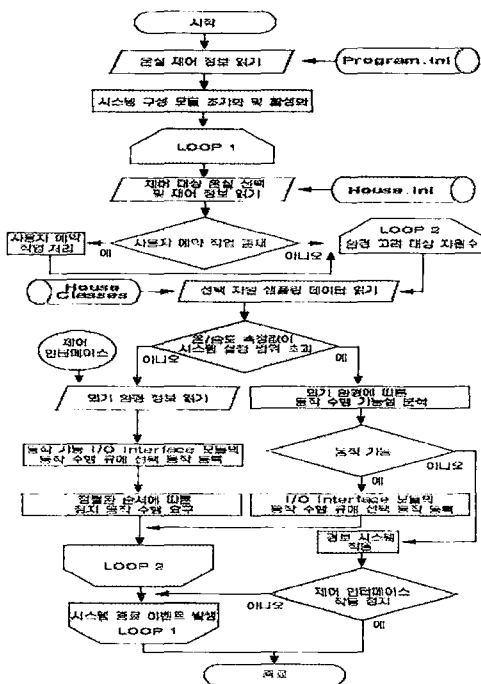 시작
온실 제어 정보 읽기
Program.ini
시스템 구성 모듈 초기화 및 활성화
LOOP 1
제어 대상 온실 선택
및 제어 정보 읽기
House.ini
사용자 예약
작업 처리
예
사용자 예약 작업 존재
아니오
LOOP 2
환경 고려 대상 자원수
House
Classes
선택 자원 샘플링 데이터 읽기
제어
인터페이스
온/습도 측정값이
시스템 설정 범위 초과
아니오
예
외기 환경 정보 읽기
외기 환경에 따른
동작 수행 가능성 분석
동작 가능 I/O Interface 모듈의
동작 수행 큐에 선택 동작 등록
동작 가능
아니오
예
순서에 따른
동작 수행 요구
I/O Interface 모듈의
동작 수행 큐에 선택 동작 등록
경보 시스템
작동
LOOP 2
제어 인터페이스
작동 정지
아니오
예
시스템 종료 이벤트 발생
LOOP 1
종료